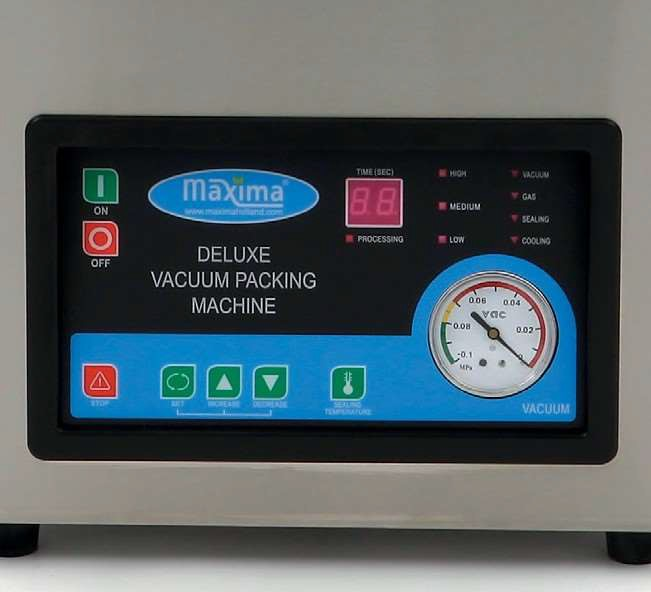 ON
OFF
maxima®
www.maximaholland.com
DELUXE
VACUUM PACKING
MACHINE
TIME (SEC)
88
PROCESSING
HIGH
MEDIUM
LOW
VACUUM
GAS
SEALING
COOLING
0.06 0.04
vac
0.08 0.02
-0.1 0
MPa
STOP
SET INCREASE DECREASE
SEALING
TEMPERATURE
VACUUM